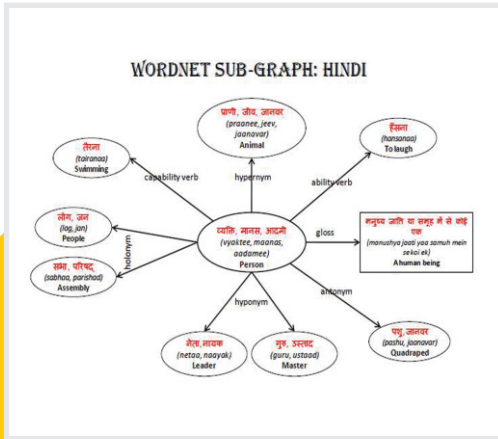 WORDNET SUB-GRAPH: HINDI
प्राणी, जीव, जानवर
(praanee, jeev,
jaanavar)
Animal
हँसना
(hansanaa)
To laugh
तैरना
(tairanaa)
Swimming
capability verb
hypernym
ability verb
लोग, जन
(log, jan)
People
holonym
सभा, परिषद्
(sabhaa, parishad)
Assembly
व्यक्ति, मानस, आदमी
(vyaktee, maanas,
aadamee)
Person
gloss
मनुष्य जाति या समूह में से कोई
एक
(manushya jaati yaa samuh mein
sekoi ek)
A human being
hyponym
antonym
नेता, नायक
(netaa, naayak)
Leader
गुरु, उस्ताद
(guru, ustaad)
Master
पशु, जानवर
(pashu, jaanavar)
Quadraped